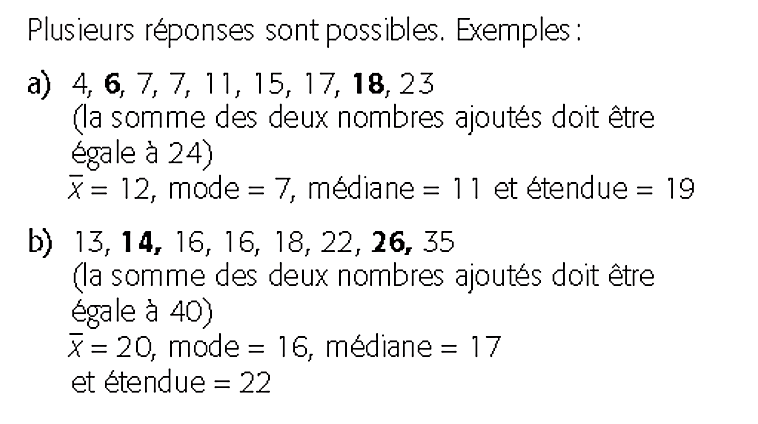 Plusieurs réponses sont possibles. Exemples :
a) 4, 6, 7, 7, 11, 15, 17, 18, 23
(la somme des deux nombres ajoutés doit être
égale à 24)
x̅ = 12, mode = 7, médiane = 11 et étendue = 19
b) 13, 14, 16, 16, 18, 22, 26, 35
(la somme des deux nombres ajoutés doit être
égale à 40)
x̅ = 20, mode = 16, médiane = 17
et étendue = 22